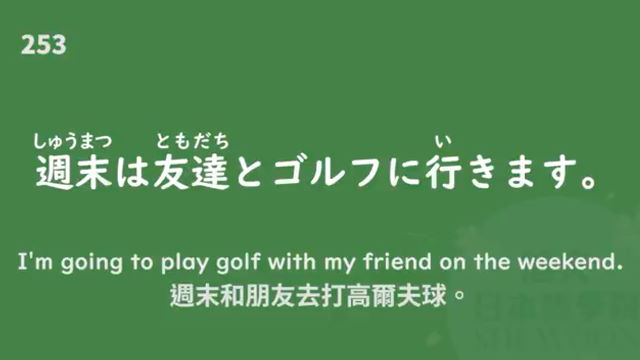 253
しゅうまつ ともだち い
週末は友達とゴルフに行きます。
I'm going to play golf with my friend on the weekend.
週末和朋友去打高爾夫球。